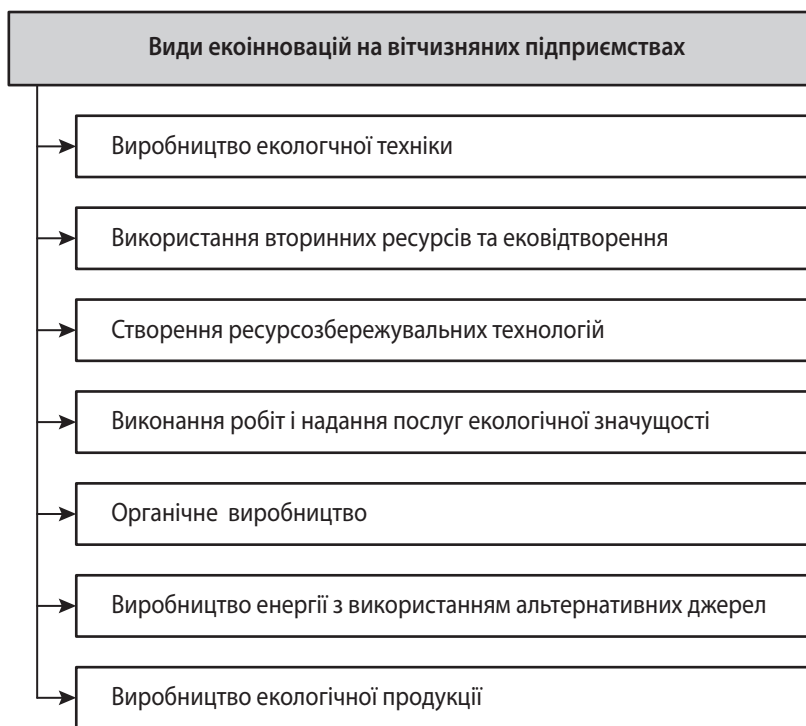 Види екоінновацій на вітчизняних підприємствах
Виробництво екологчної техніки
Використання вторинних ресурсів та ековідтворення
Створення ресурсозбережувальних технологій
Виконання робіт і надання послуг екологічної значущості
Органічне виробництво
Виробництво енергії з використанням альтернативних джерел
Виробництво екологічної продукції